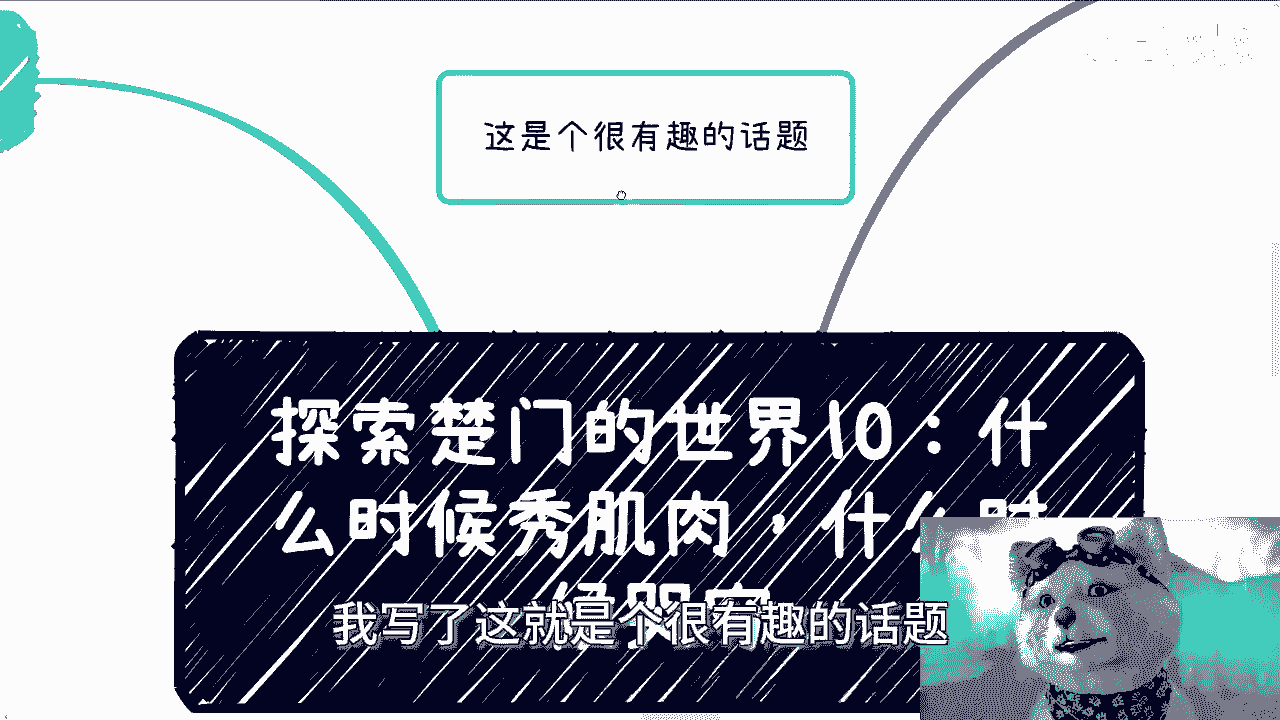 这是个很有趣的话题
探索楚门的世界10：什
么时候秀肌肉，什么时
我写了这就是个很有趣的话题